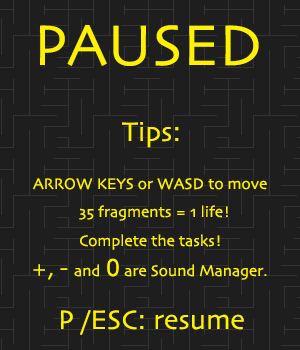 PAUSED
Tips:
ARROW KEYS or WASD to move
35 fragments = 1 life!
Complete the tasks!
+, - and 0 are Sound Manager.
P /ESC: resume